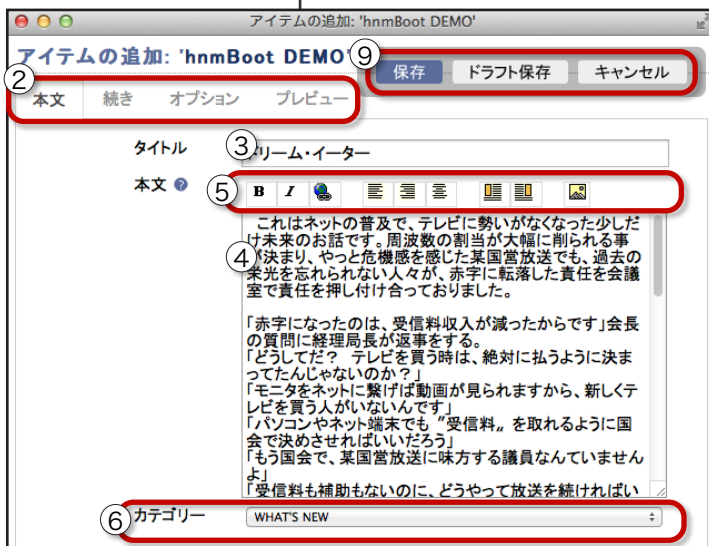 アイテムの追加: 'hnmBoot DEMO'
アイテムの追加: 'hnmBoot DEMO'
⑨
保存 ドラフト保存 キャンセル
②
本文 続き オプション プレビュー
タイトル ③ ドリーム・イーター
本文 ?
⑤ B I
これはネットの普及で、テレビに勢いがなくなった少しだ
け未来のお話です。周波数の割当が大幅に削られる事
④
が決まり、やっと危機感を感じた某国営放送でも、過去の
栄光を忘れられない人々が、赤字に転落した責任を会議
室で責任を押し付け合っておりました。
「赤字になったのは、受信料収入が減ったからです」会長
の質問に経理局長が返事をする。
「どうしてだ？ テレビを買う時は、絶対に払うように決ま
ってたんじゃないのか？」
「モニタをネットに繋げば動画が見られますから、新しくテ
レビを買う人がいないんです」
「パソコンやネット端末でも〝受信料〟を取れるように国
会で決めさせればいいだろう」
「もう国会で、某国営放送に味方する議員なんていません
よ」
「受信料も補助もないのに、どうやって放送を続ければい
⑥ カテゴリー WHAT'S NEW